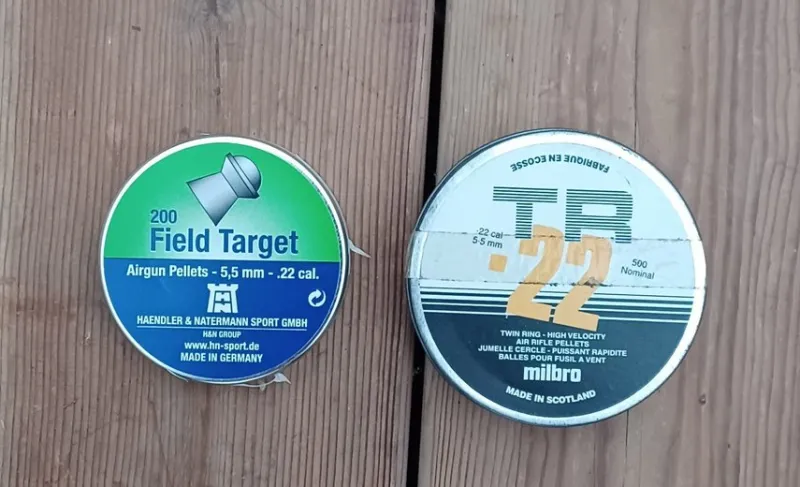 200
Field Target
Airgun Pellets - 5,5 mm - .22 cal.
HAENDLER & NATERMANN SPORT GMBH
H&N GROUP
www.hn-sport.de
MADE IN GERMANY
FABRIQUE EN ECOSSE
TR
.22 cal
5·5 mm
.22
500
Nominal
TWIN RING - HIGH VELOCITY
AIR RIFLE PELLETS
JUMELLE CERCLE - PUISSANT RAPIDITE
BALLES POUR FUSIL A VENT
milbro
MADE IN SCOTLAND